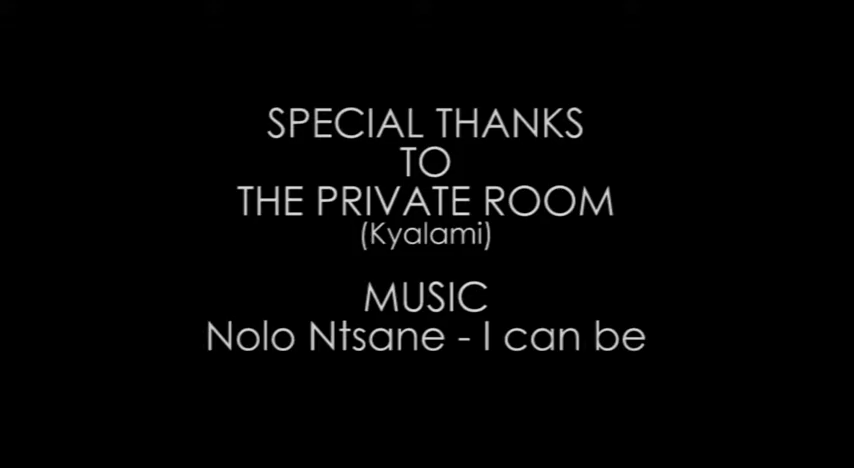 SPECIAL THANKS
TO
THE PRIVATE ROOM
(Kyalami)
MUSIC
Nolo Ntsane - I can be